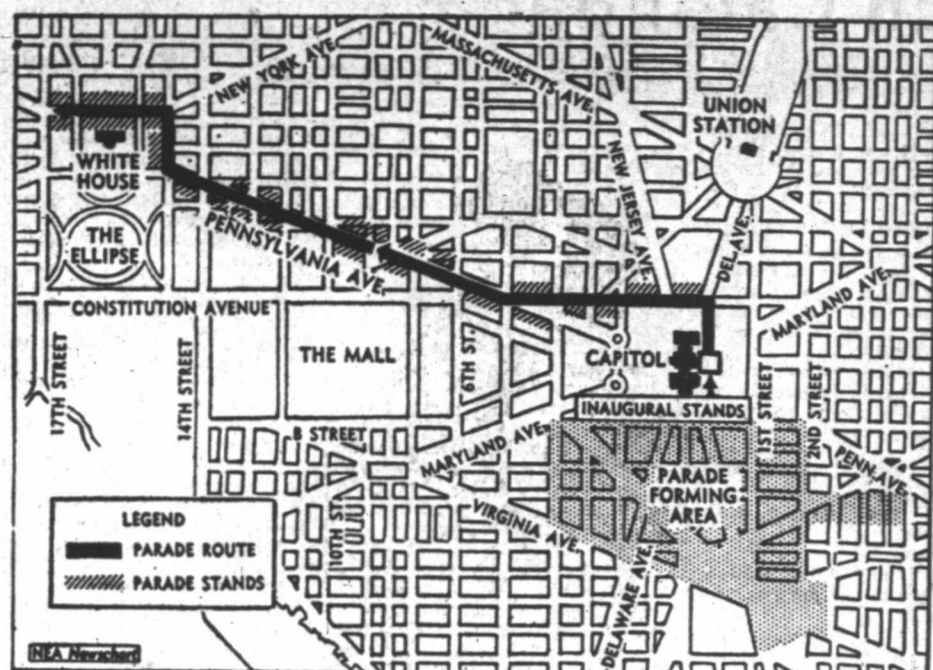 NEW YORK AVE.
MASSACHUSETTS AVE.
UNION
STATION
WHITE
HOUSE
NEW JERSEY AVE.
DEL. AVE.
THE
ELLIPSE
PENNSYLVANIA AVE.
MARYLAND AVE.
CONSTITUTION AVENUE
17TH STREET
14TH STREET
THE MALL
6TH ST.
CAPITOL
INAUGURAL STANDS
1ST STREET
2ND STREET
B STREET
MARYLAND AVE.
PENN. AVE.
PARADE
FORMING
AREA
VIRGINIA AVE.
10TH ST.
DELAWARE AVE.
LEGEND
PARADE ROUTE
PARADE STANDS
NEA Newschart